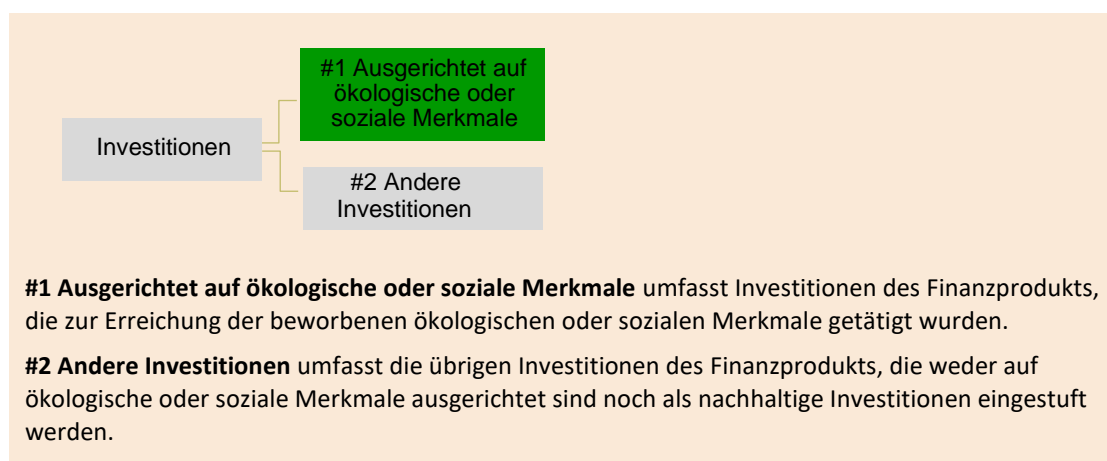 #1 Ausgerichtet auf
ökologische oder
soziale Merkmale
Investitionen
#2 Andere
Investitionen
#1 Ausgerichtet auf ökologische oder soziale Merkmale umfasst Investitionen des Finanzprodukts,
die zur Erreichung der beworbenen ökologischen oder sozialen Merkmale getätigt wurden.
#2 Andere Investitionen umfasst die übrigen Investitionen des Finanzprodukts, die weder auf
ökologische oder soziale Merkmale ausgerichtet sind noch als nachhaltige Investitionen eingestuft
werden.